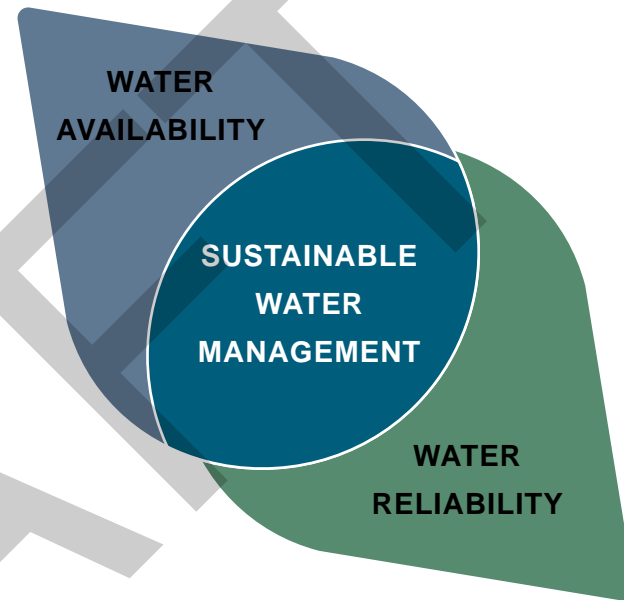 WATER
AVAILABILITY
SUSTAINABLE
WATER
MANAGEMENT
WATER
RELIABILITY